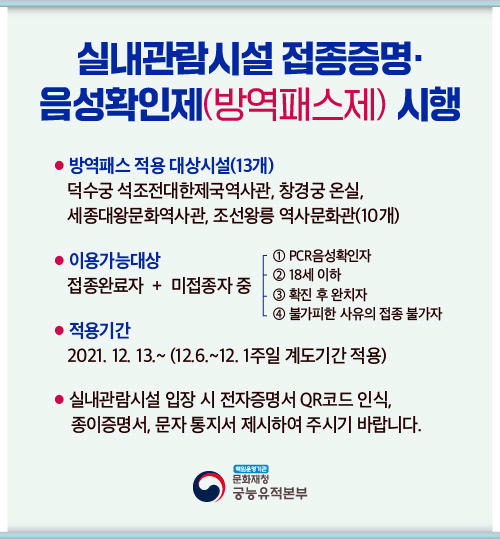 실내관람시설 접종증명·
음성확인제(방역패스제) 시행
● 방역패스 적용 대상시설(13개)
덕수궁 석조전대한제국역사관, 창경궁 온실,
세종대왕문화역사관, 조선왕릉 역사문화관(10개)
● 이용가능대상
접종완료자 + 미접종자 중
① PCR음성확인자
② 18세 이하
③ 확진 후 완치자
④ 불가피한 사유의 접종 불가자
● 적용기간
2021. 12. 13.~ (12.6.~12. 1주일 계도기간 적용)
● 실내관람시설 입장 시 전자증명서 QR코드 인식,
종이증명서, 문자 통지서 제시하여 주시기 바랍니다.
책임운영기관
문화재청
궁능유적본부